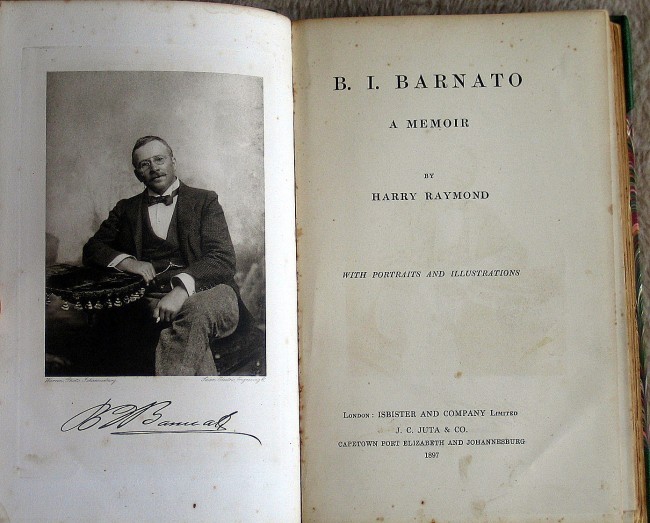 B. I. BARNATO
A MEMOIR
BY
HARRY RAYMOND
WITH PORTRAITS AND ILLUSTRATIONS
LONDON: ISBISTER AND COMPANY LIMITED
J. C. JUTA & CO.
CAPETOWN PORT ELIZABETH AND JOHANNESBURG
1897